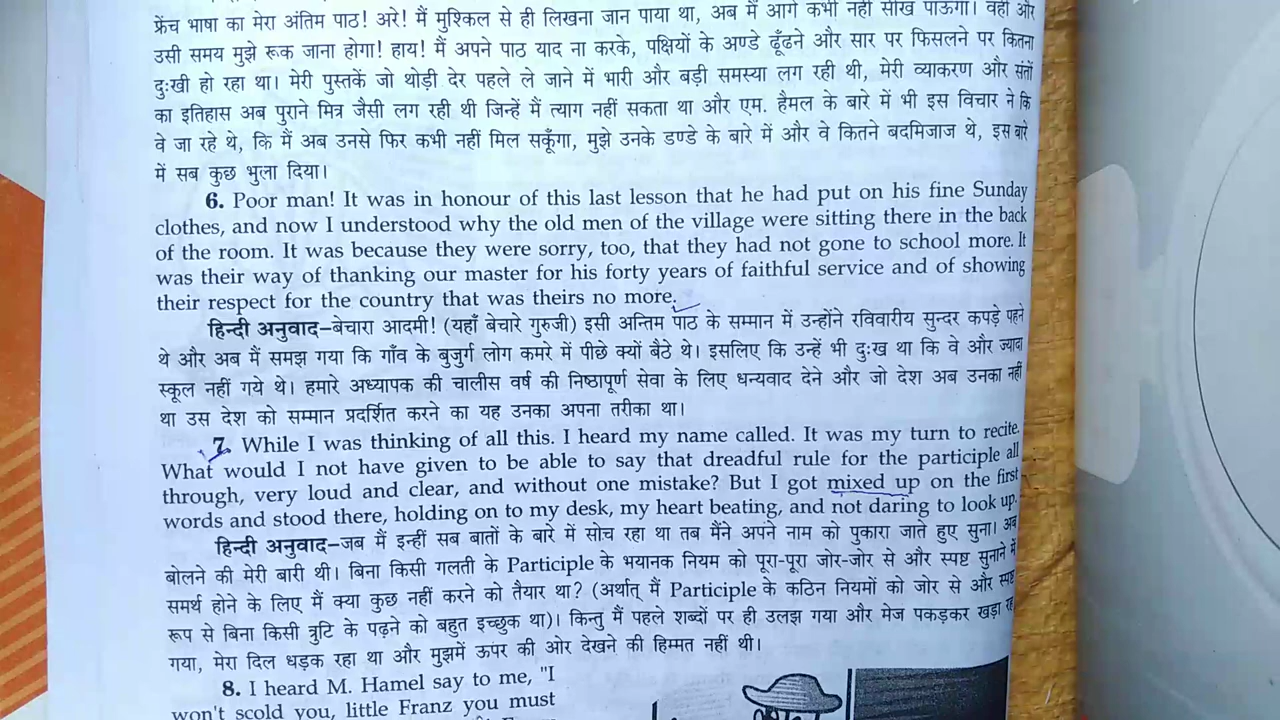 फ्रेंच भाषा का मेरा अंतिम पाठ! अरे! मैं मुश्किल से ही लिखना जान पाया था, अब मैं आगे कभी नहीं सीख पाऊंगा। वहीं और
उसी समय मुझे रूक जाना होगा! हाय! मैं अपने पाठ याद ना करके, पक्षियों के अण्डे ढूँढने और सार पर फिसलने पर कितना
दुःखी हो रहा था। मेरी पुस्तकें जो थोड़ी देर पहले ले जाने में भारी और बड़ी समस्या लग रही थी, मेरी व्याकरण और संतों
का इतिहास अब पुराने मित्र जैसी लग रही थी जिन्हें मैं त्याग नहीं सकता था और एम. हैमल के बारे में भी इस विचार ने कि
वे जा रहे थे, कि मैं अब उनसे फिर कभी नहीं मिल सकूँगा, मुझे उनके डण्डे के बारे में और वे कितने बदमिजाज थे, इस बारे
में सब कुछ भुला दिया।
6. Poor man! It was in honour of this last lesson that he had put on his fine Sunday
clothes, and now I understood why the old men of the village were sitting there in the back
of the room. It was because they were sorry, too, that they had not gone to school more. It
was their way of thanking our master for his forty years of faithful service and of showing
their respect for the country that was theirs no more.
हिन्दी अनुवाद–बेचारा आदमी! (यहाँ बेचारे गुरुजी) इसी अन्तिम पाठ के सम्मान में उन्होंने रविवारीय सुन्दर कपड़े पहने
थे और अब मैं समझ गया कि गाँव के बुजुर्ग लोग कमरे में पीछे क्यों बैठे थे। इसलिए कि उन्हें भी दुःख था कि वे और ज्यादा
स्कूल नहीं गये थे। हमारे अध्यापक की चालीस वर्ष की निष्ठापूर्ण सेवा के लिए धन्यवाद देने और जो देश अब उनका नहीं
था उस देश को सम्मान प्रदर्शित करने का यह उनका अपना तरीका था।
7. While I was thinking of all this. I heard my name called. It was my turn to recite.
What would I not have given to be able to say that dreadful rule for the participle all
through, very loud and clear, and without one mistake? But I got mixed up on the first
words and stood there, holding on to my desk, my heart beating, and not daring to look up.
हिन्दी अनुवाद–जब मैं इन्हीं सब बातों के बारे में सोच रहा था तब मैंने अपने नाम को पुकारा जाते हुए सुना। अब
बोलने की मेरी बारी थी। बिना किसी गलती के Participle के भयानक नियम को पूरा-पूरा जोर-जोर से और स्पष्ट सुनाने में
समर्थ होने के लिए मैं क्या कुछ नहीं करने को तैयार था? (अर्थात् मैं Participle के कठिन नियमों को जोर से और स्पष्ट
रूप से बिना किसी त्रुटि के पढ़ने को बहुत इच्छुक था)। किन्तु मैं पहले शब्दों पर ही उलझ गया और मेज पकड़कर खड़ा रह
गया, मेरा दिल धड़क रहा था और मुझमें ऊपर की ओर देखने की हिम्मत नहीं थी।
8. I heard M. Hamel say to me, "I
won't scold you, little Franz you must